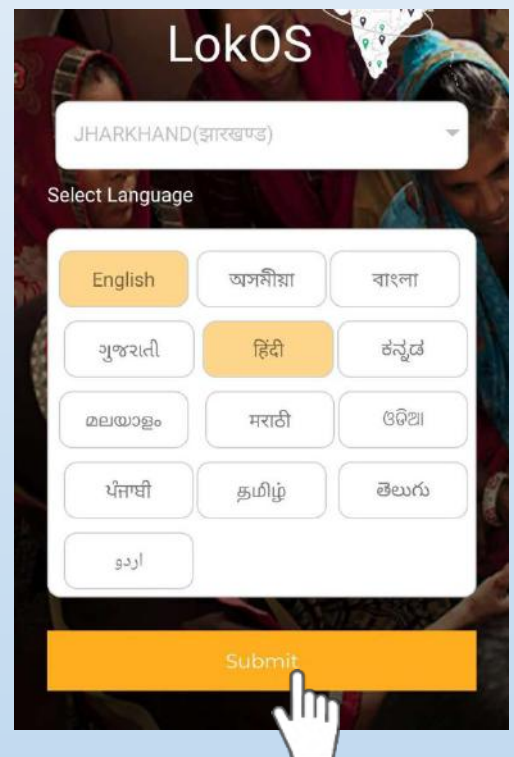 LokOS
JHARKHAND(झारखण्ड)
Select Language
English অসমীয়া বাংলা
ગુજરાતી हिंदी ಕನ್ನಡ
മലയാളം मराठी ଓଡିଆ
ਪੰਜਾਬੀ தமிழ் తెలుగు
اردو
Submit